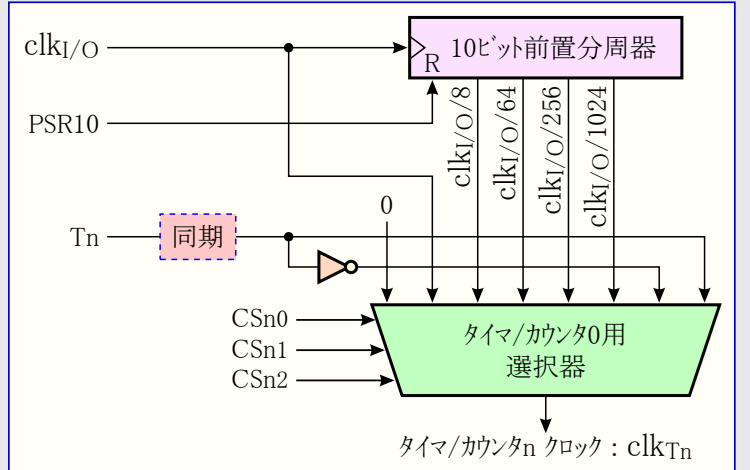 clkI/O
10ビット前置分周器
R
PSR10
clkI/O/8
clkI/O/64
clkI/O/256
clkI/O/1024
0
Tn
同期
CSn0
CSn1
CSn2
タイマ/カウンタ0用
選択器
タイマ/カウンタn クロック : clkTn